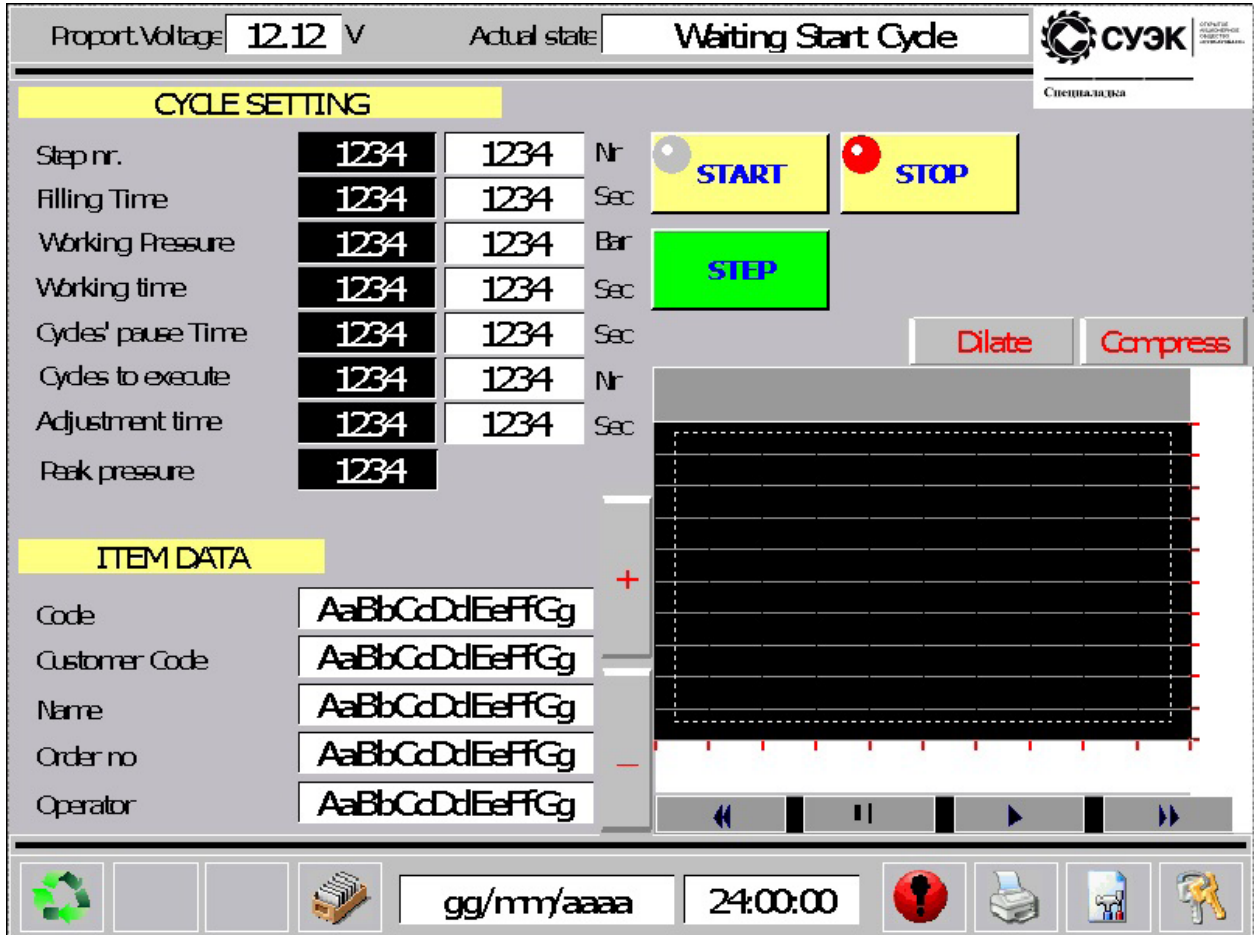 Proport.Voltage 12.12 V Actual state Waiting Start Cycle
СУЭК
Спецналадка
CYCLE SETTING
Step nr. 1234 1234 Nr
START
STOP
Filling Time 1234 1234 Sec
Working Pressure 1234 1234 Bar
STEP
Working time 1234 1234 Sec
Cycles' pause Time 1234 1234 Sec
Dilate
Compress
Cycles to execute 1234 1234 Nr
Adjustment time 1234 1234 Sec
Peak pressure 1234
ITEM DATA
+
Code AaBbCcDdEeFfGg
Customer Code AaBbCcDdEeFfGg
Name AaBbCcDdEeFfGg
Order no AaBbCcDdEeFfGg
_
Operator AaBbCcDdEeFfGg
gg/mm/aaaa 24:00:00